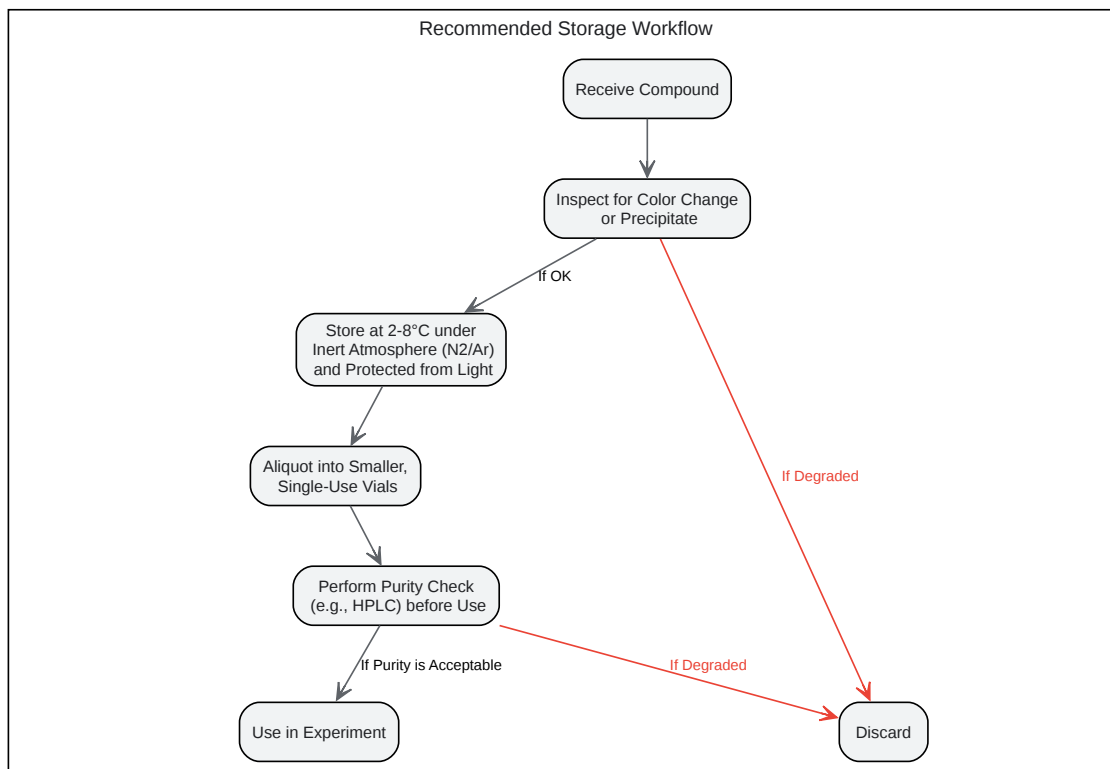 Recommended Storage Workflow
Receive Compound
Inspect for Color Change
or Precipitate
If OK
Store at 2-8°C under
Inert Atmosphere (N2/Ar)
and Protected from Light
Aliquot into Smaller,
Single-Use Vials
If Degraded
Perform Purity Check
(e.g., HPLC) before Use
If Purity is Acceptable
If Degraded
Use in Experiment
Discard